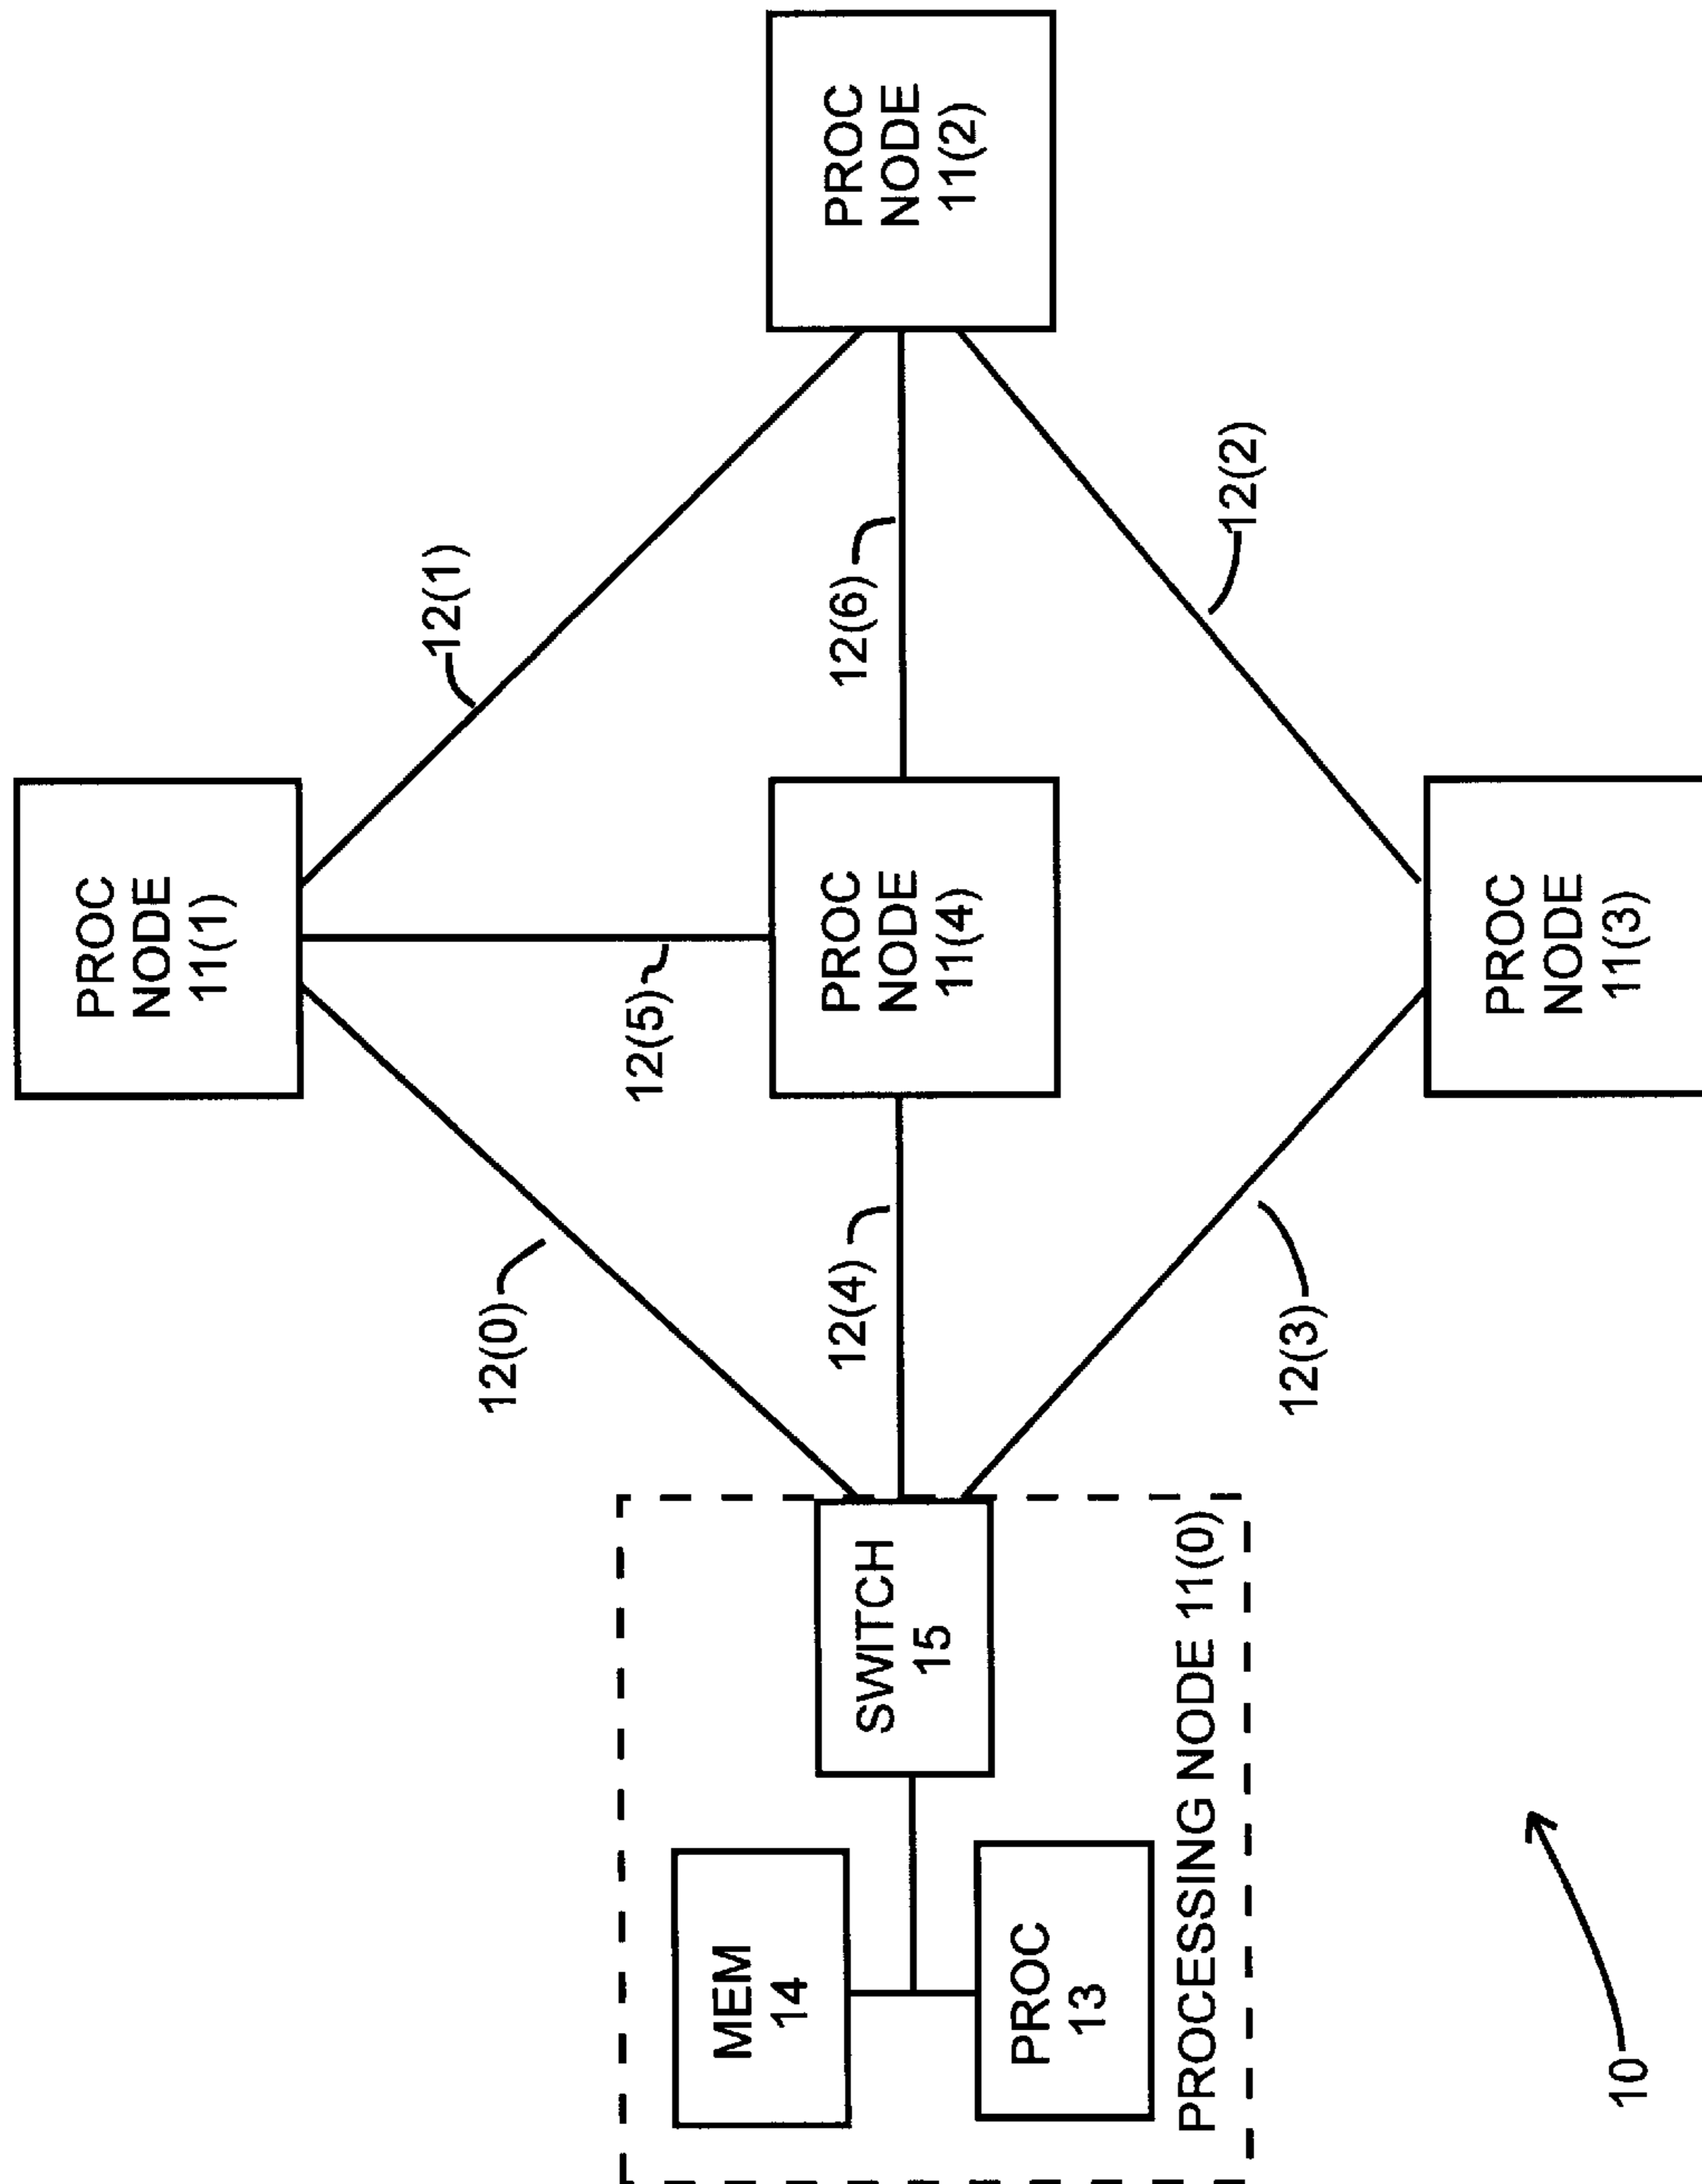 PROC
NODE
11(1)
12(0)
12(1)
12(5)
MEM
14
PROC
13
SWITCH
15
PROCESSING NODE 11(0)
12(4)
PROC
NODE
11(4)
12(6)
PROC
NODE
11(2)
12(3)
12(2)
PROC
NODE
11(3)
10